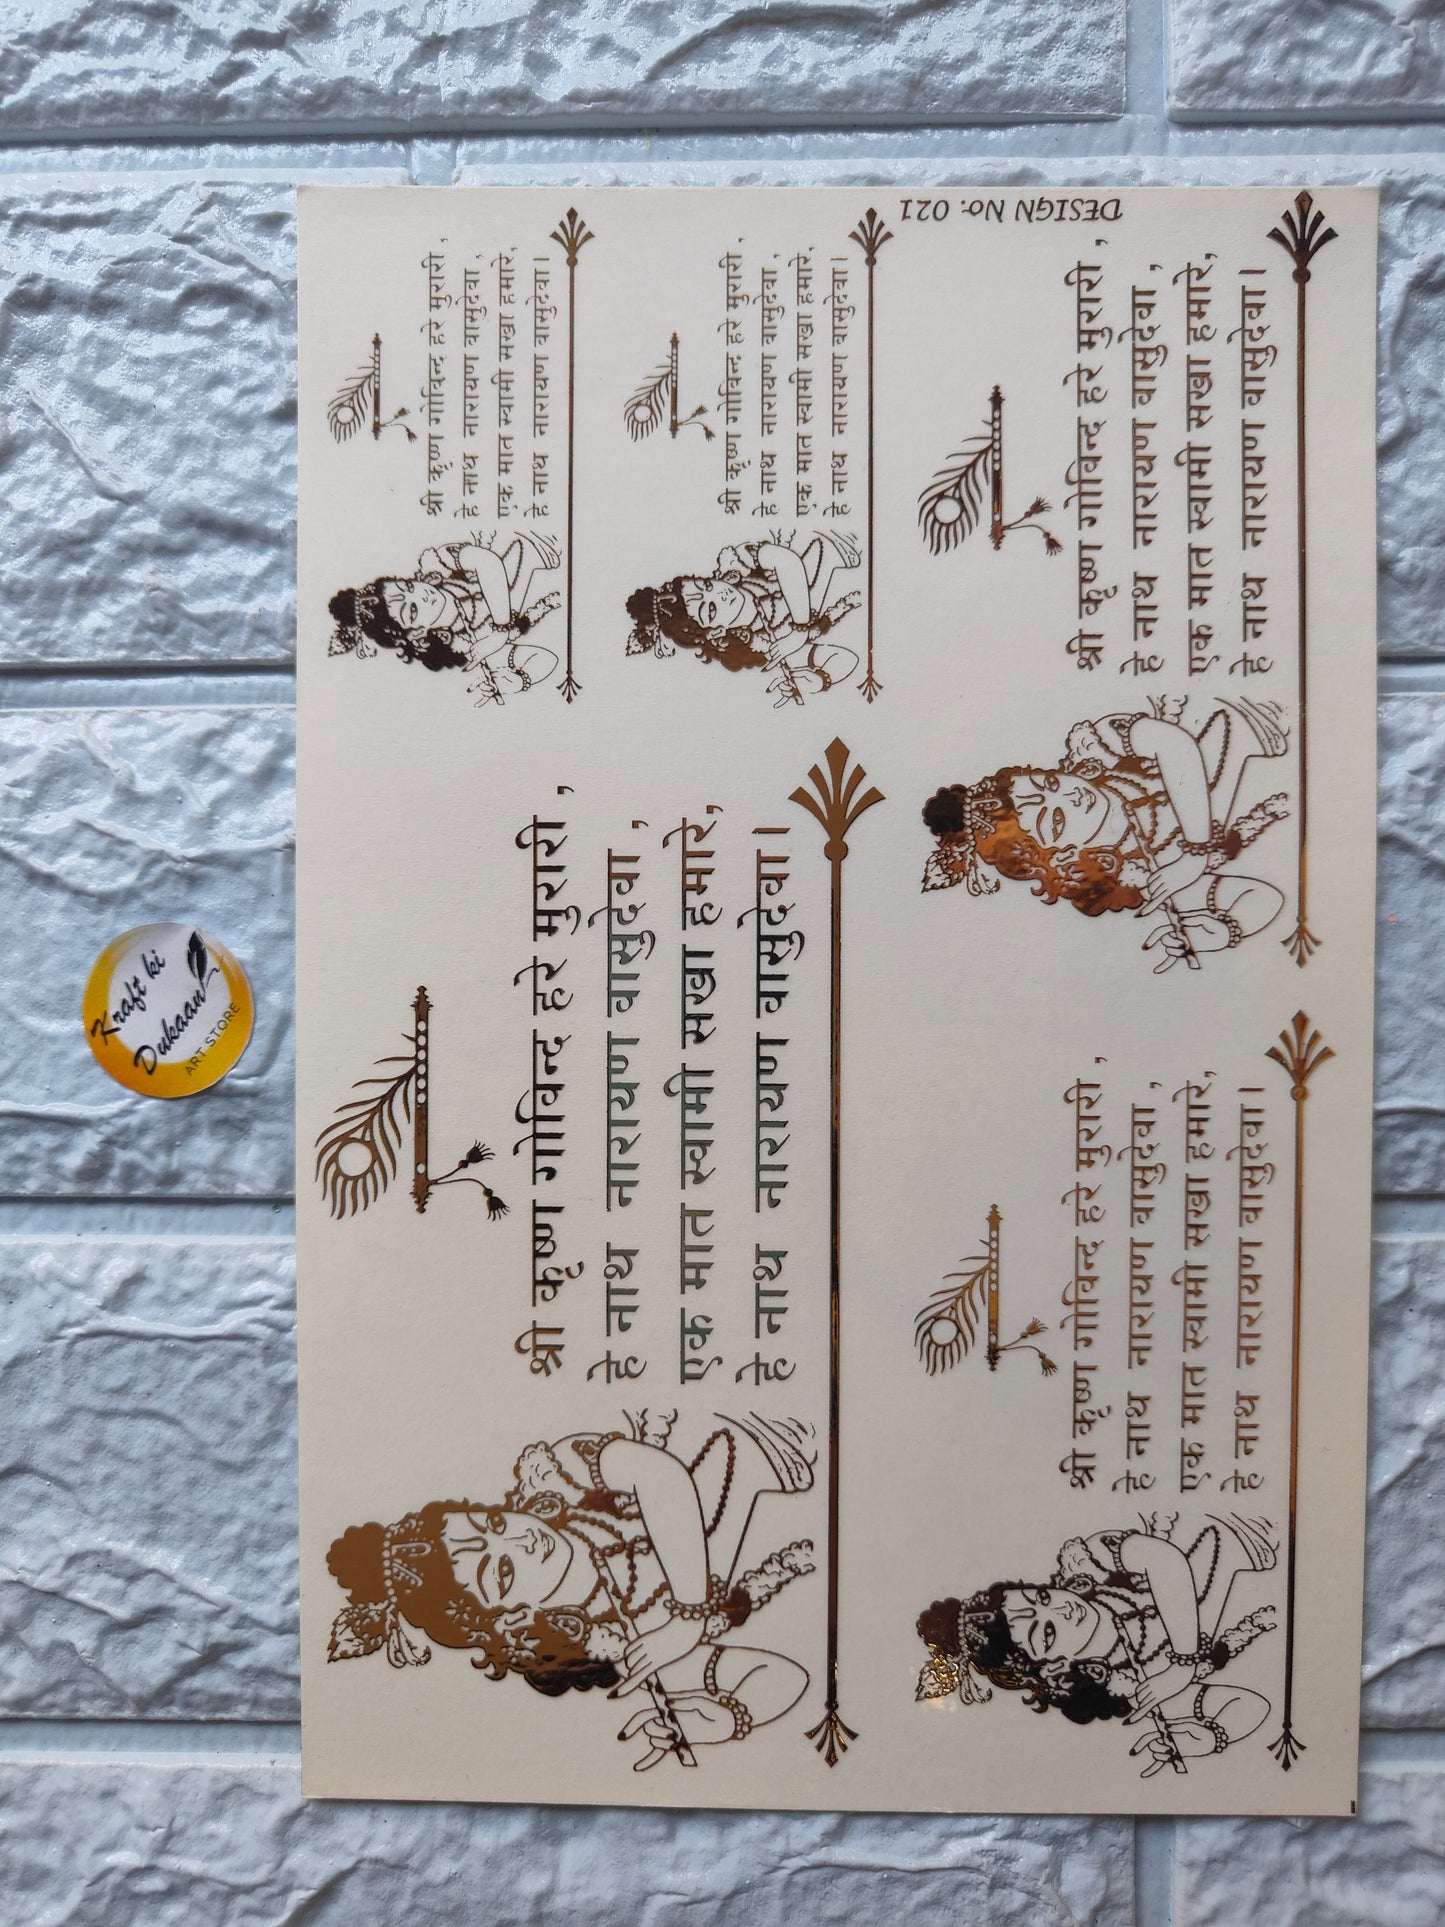 DESIGN No. 021
श्री कृष्ण गोविन्द हरे मुरारी ,
हे नाथ नारायण वासुदेवा ,
एक मात स्वामी सखा हमारे,
हे नाथ नारायण वासुदेवा ।
श्री कृष्ण गोविन्द हरे मुरारी ,
हे नाथ नारायण वासुदेवा ,
एक मात स्वामी सखा हमारे,
हे नाथ नारायण वासुदेवा ।
श्री कृष्ण गोविन्द हरे मुरारी ,
हे नाथ नारायण वासुदेवा ,
एक मात स्वामी सखा हमारे,
हे नाथ नारायण वासुदेवा ।
श्री कृष्ण गोविन्द हरे मुरारी ,
हे नाथ नारायण वासुदेवा ,
एक मात स्वामी सखा हमारे,
हे नाथ नारायण वासुदेवा ।
श्री कृष्ण गोविन्द हरे मुरारी ,
हे नाथ नारायण वासुदेवा ,
एक मात स्वामी सखा हमारे,
हे नाथ नारायण वासुदेवा ।
Kraft ki
Dukaan
ART STORE